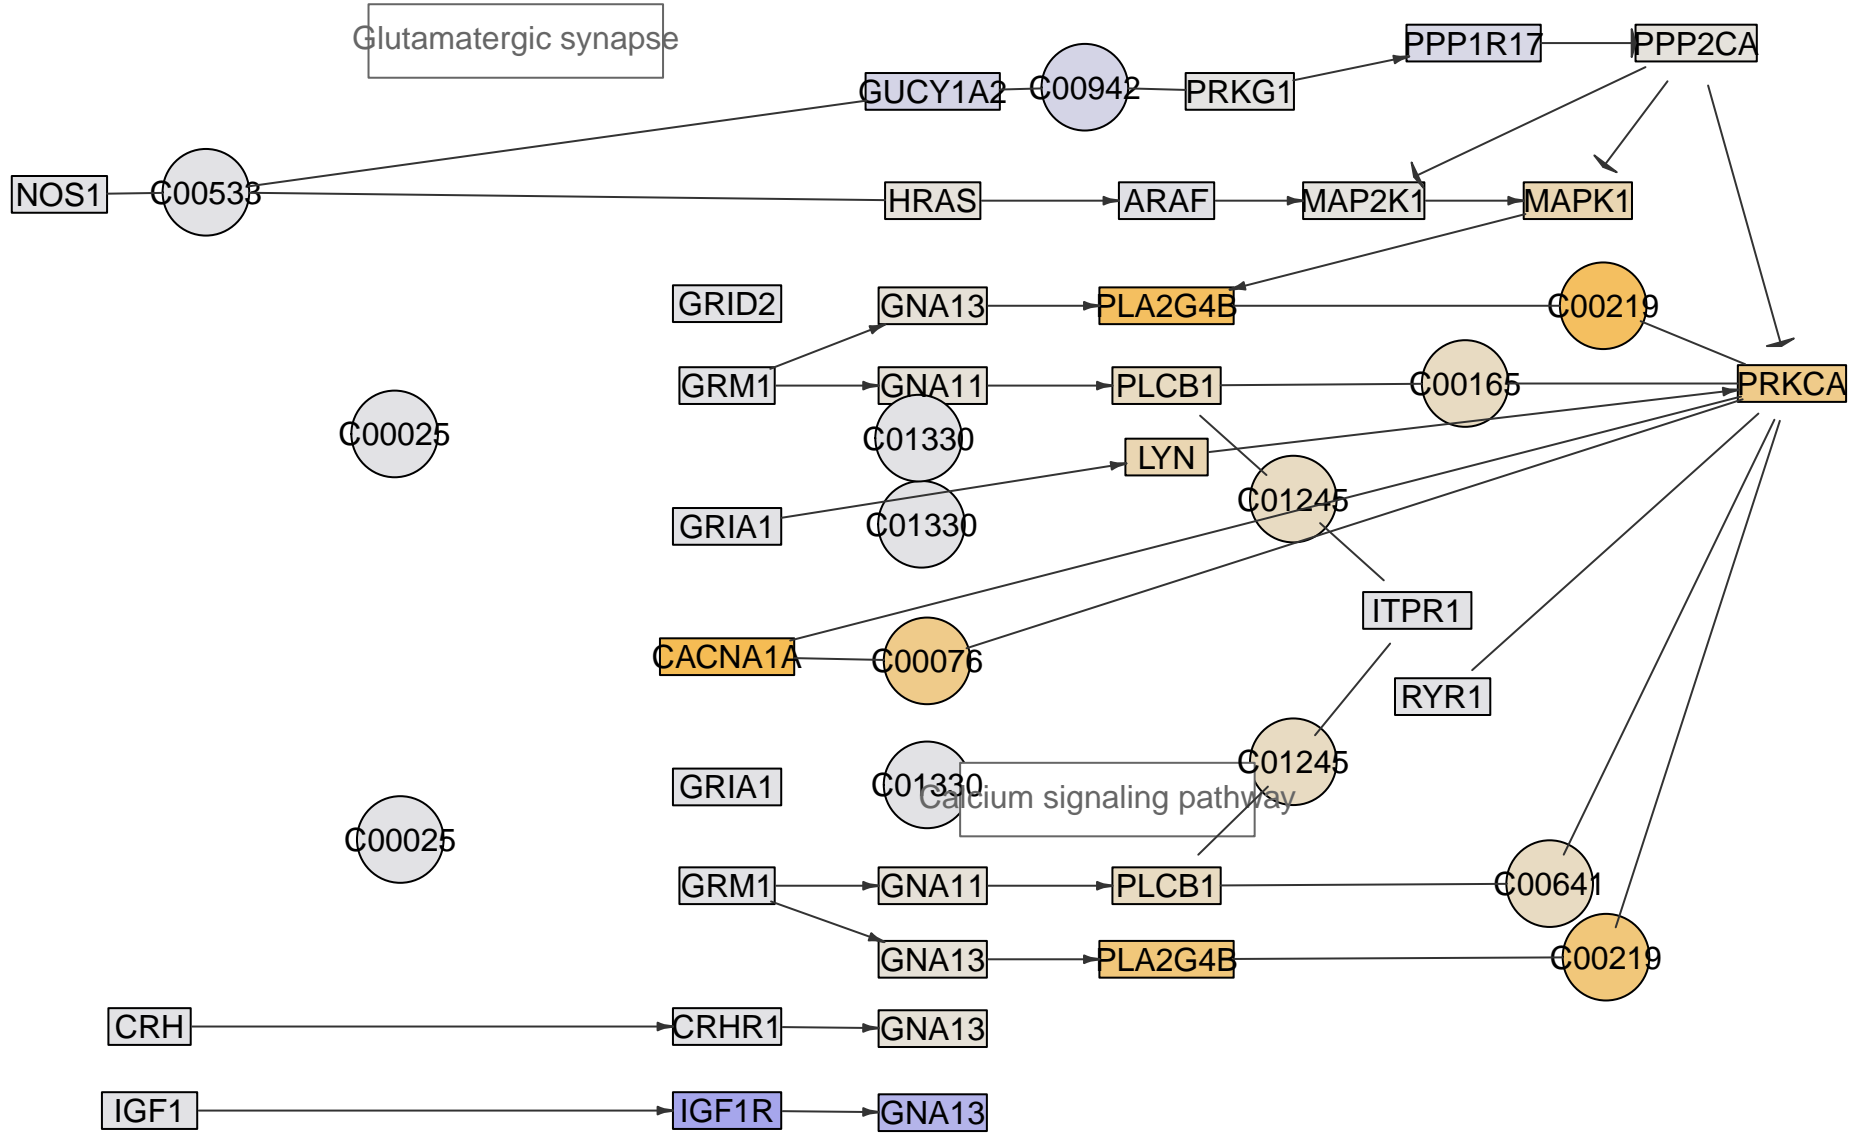 Glutamatergic synapse
PPP1R17
PPP2CA
GUCY1A2
C00942
PRKG1
NOS1
C00533
HRAS
ARAF
MAP2K1
MAPK1
GRID2
GNA13
PLA2G4B
C00219
GRM1
GNA11
PLCB1
C00165
PRKCA
C00025
C01330
LYN
C01245
GRIA1
C01330
ITPR1
CACNA1A
C00076
RYR1
GRIA1
C01330
C01245
Calcium signaling pathway
C00025
GRM1
GNA11
PLCB1
C00641
GNA13
PLA2G4B
C00219
CRH
CRHR1
GNA13
IGF1
IGF1R
GNA13